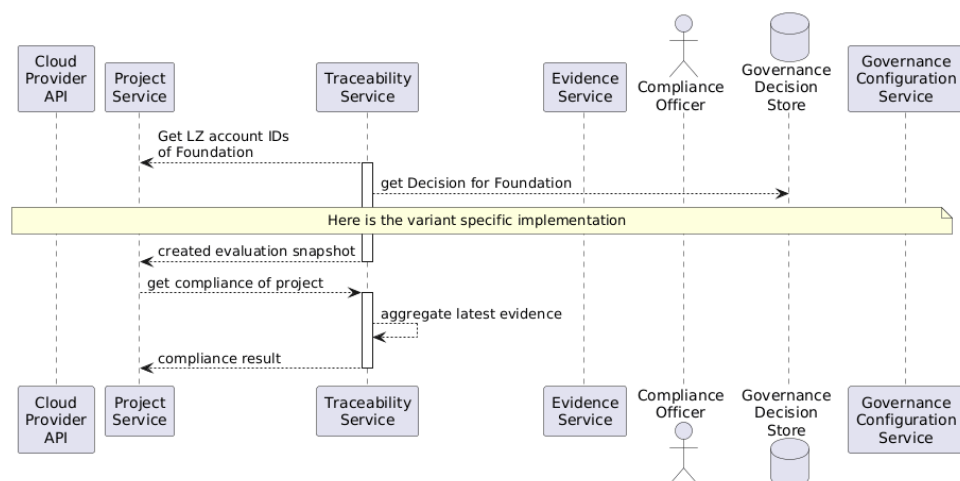 Cloud
Provider
API
Project
Service
Traceability
Service
Evidence
Service
Compliance
Officer
Governance
Decision
Store
Governance
Configuration
Service
Get LZ account IDs
of Foundation
get Decision for Foundation
Here is the variant specific implementation
created evaluation snapshot
get compliance of project
aggregate latest evidence
compliance result
Cloud
Provider
API
Project
Service
Traceability
Service
Evidence
Service
Compliance
Officer
Governance
Decision
Store
Governance
Configuration
Service